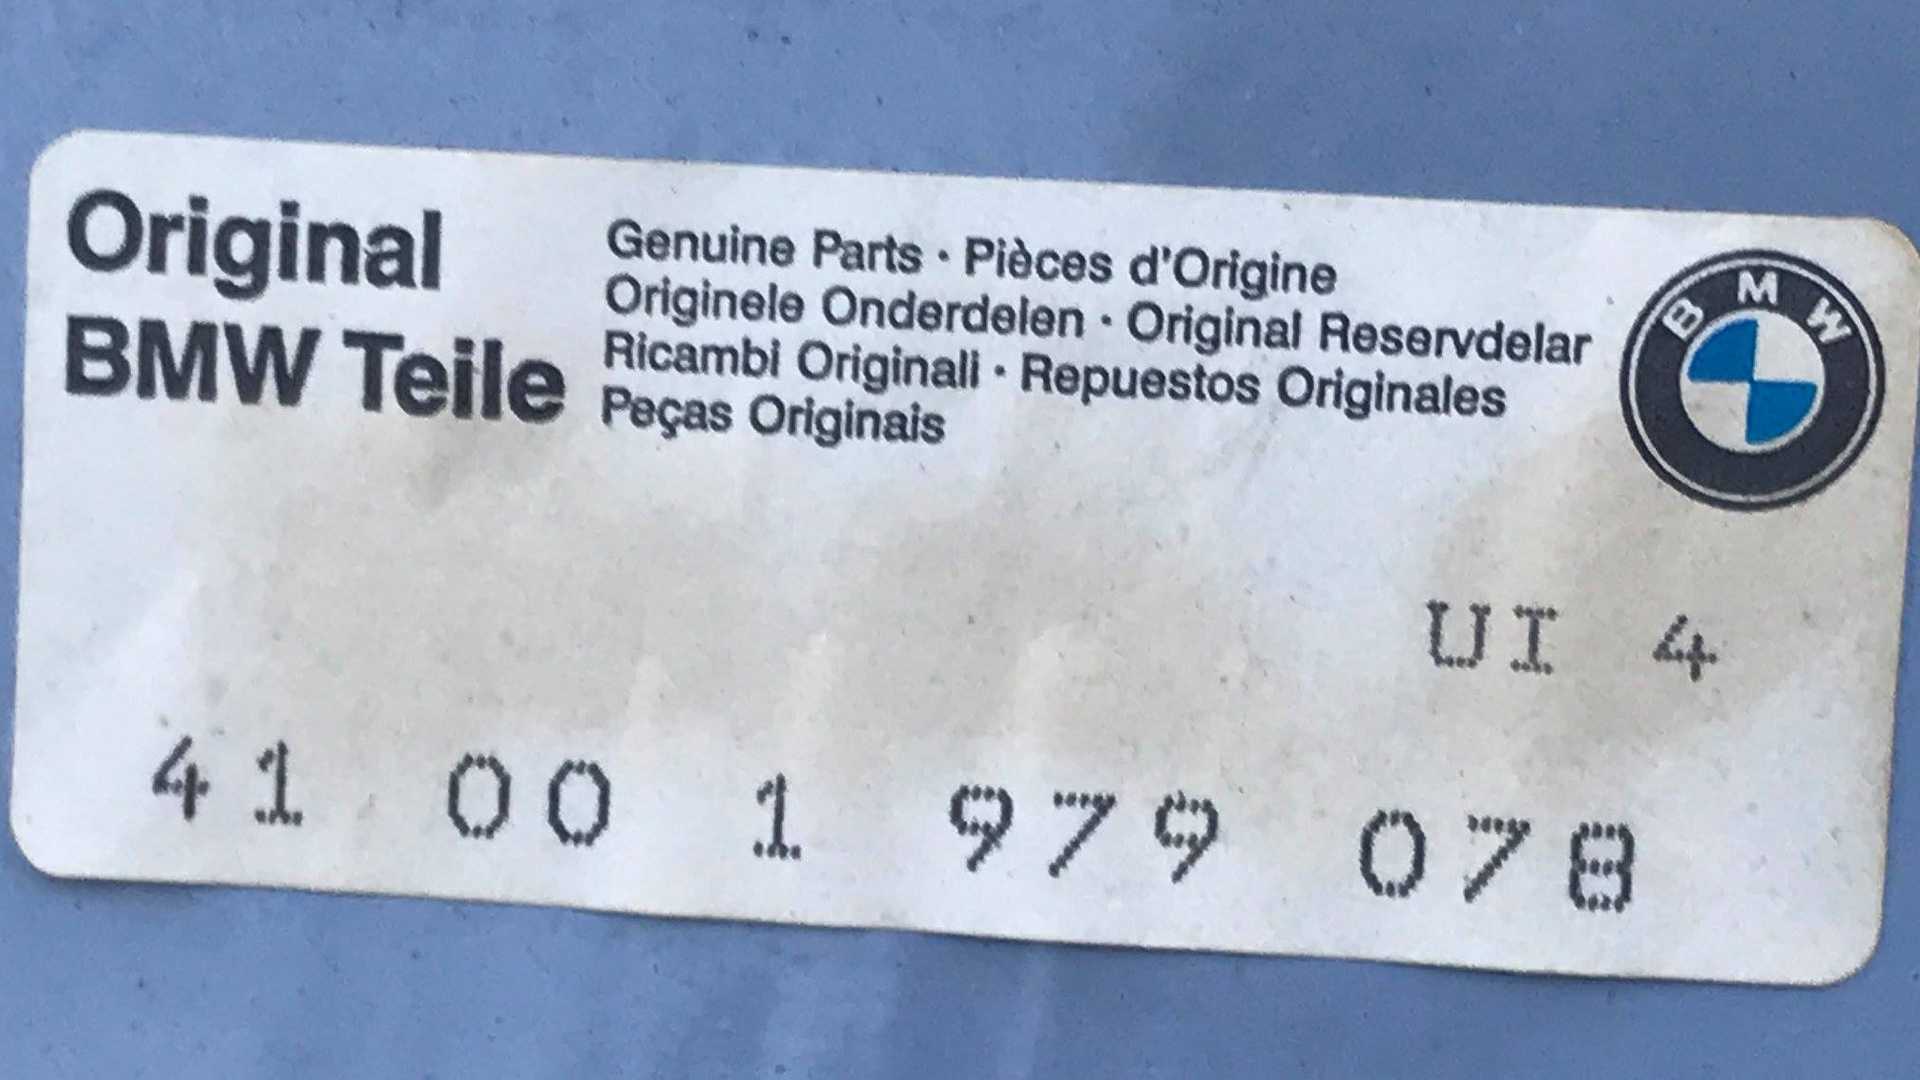 Original
BMW Teile
Genuine Parts · Pièces d'Origine
Originele Onderdelen · Original Reservdelar
Ricambi Originali · Repuestos Originales
Peças Originais
BMW
UI 4
41 00 1 979 078